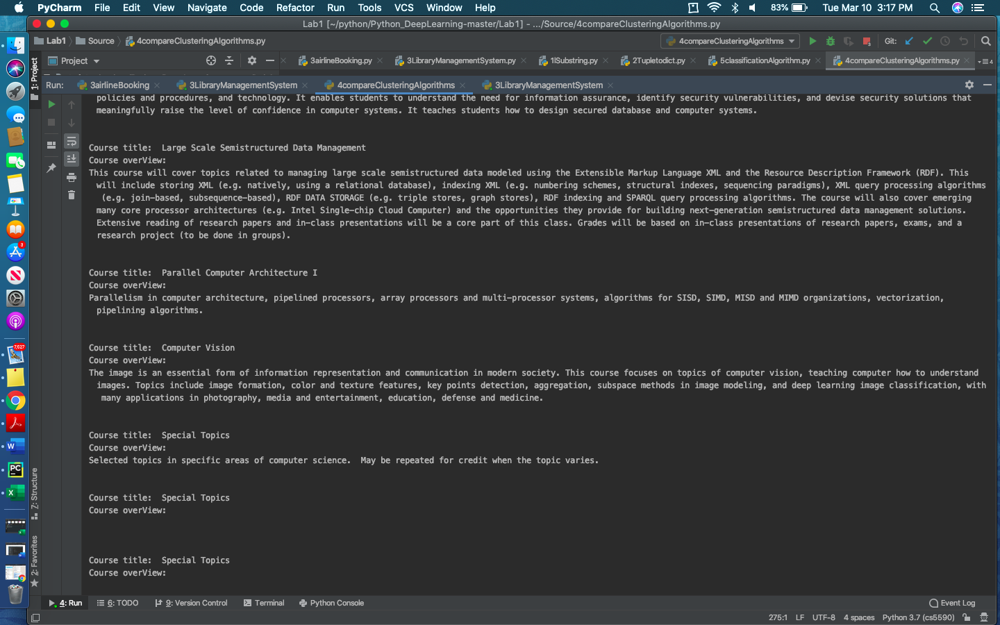 PyCharm File Edit View Navigate Code Refactor Run Tools VCS Window Help 83% Tue Mar 10 3:17 PM
Lab1 [~/python/Python_DeepLearning-master/Lab1] - .../Source/4compareClusteringAlgorithms.py
Lab1 Source 4compareClusteringAlgorithms.py 4compareClusteringAlgorithms Git:
Project 3airlineBooking.py 3LibraryManagementSystem.py 1lSubstring.py 2Tupletodict.py 5classificationAlgorithm.py 4compareClusteringAlgorithms.py 4
1: Project
Run: 3airlineBooking 3LibraryManagementSystem 4compareClusteringAlgorithms 3LibraryManagementSystem
policies and procedures, and technology. It enables students to understand the need for information assurance, identify security vulnerabilities, and devise security solutions that
meaningfully raise the level of confidence in computer systems. It teaches students how to design secured database and computer systems.
Course title:  Large Scale Semistructured Data Management
Course overView:
This course will cover topics related to managing large scale semistructured data modeled using the Extensible Markup Language XML and the Resource Description Framework (RDF). This
will include storing XML (e.g. natively, using a relational database), indexing XML (e.g. numbering schemes, structural indexes, sequencing paradigms), XML query processing algorithms
(e.g. join-based, subsequence-based), RDF DATA STORAGE (e.g. triple stores, graph stores), RDF indexing and SPARQL query processing algorithms. The course will also cover emerging
many core processor architectures (e.g. Intel Single-chip Cloud Computer) and the opportunities they provide for building next-generation semistructured data management solutions.
Extensive reading of research papers and in-class presentations will be a core part of this class. Grades will be based on in-class presentations of research papers, exams, and a
research project (to be done in groups).
Course title:  Parallel Computer Architecture I
Course overView:
Parallelism in computer architecture, pipelined processors, array processors and multi-processor systems, algorithms for SISD, SIMD, MISD and MIMD organizations, vectorization,
pipelining algorithms.
Course title:  Computer Vision
Course overView:
The image is an essential form of information representation and communication in modern society. This course focuses on topics of computer vision, teaching computer how to understand
images. Topics include image formation, color and texture features, key points detection, aggregation, subspace methods in image modeling, and deep learning image classification, with
many applications in photography, media and entertainment, education, defense and medicine.
Course title:  Special Topics
Course overView:
Selected topics in specific areas of computer science.  May be repeated for credit when the topic varies.
Course title:  Special Topics
Course overView:
Course title:  Special Topics
Course overView:
3
7,527
W
PC
X
7: Structure
2: Favorites
4: Run 6: TODO 9: Version Control Terminal Python Console Event Log
275:1 LF UTF-8 4 spaces Python 3.7 (cs5590)